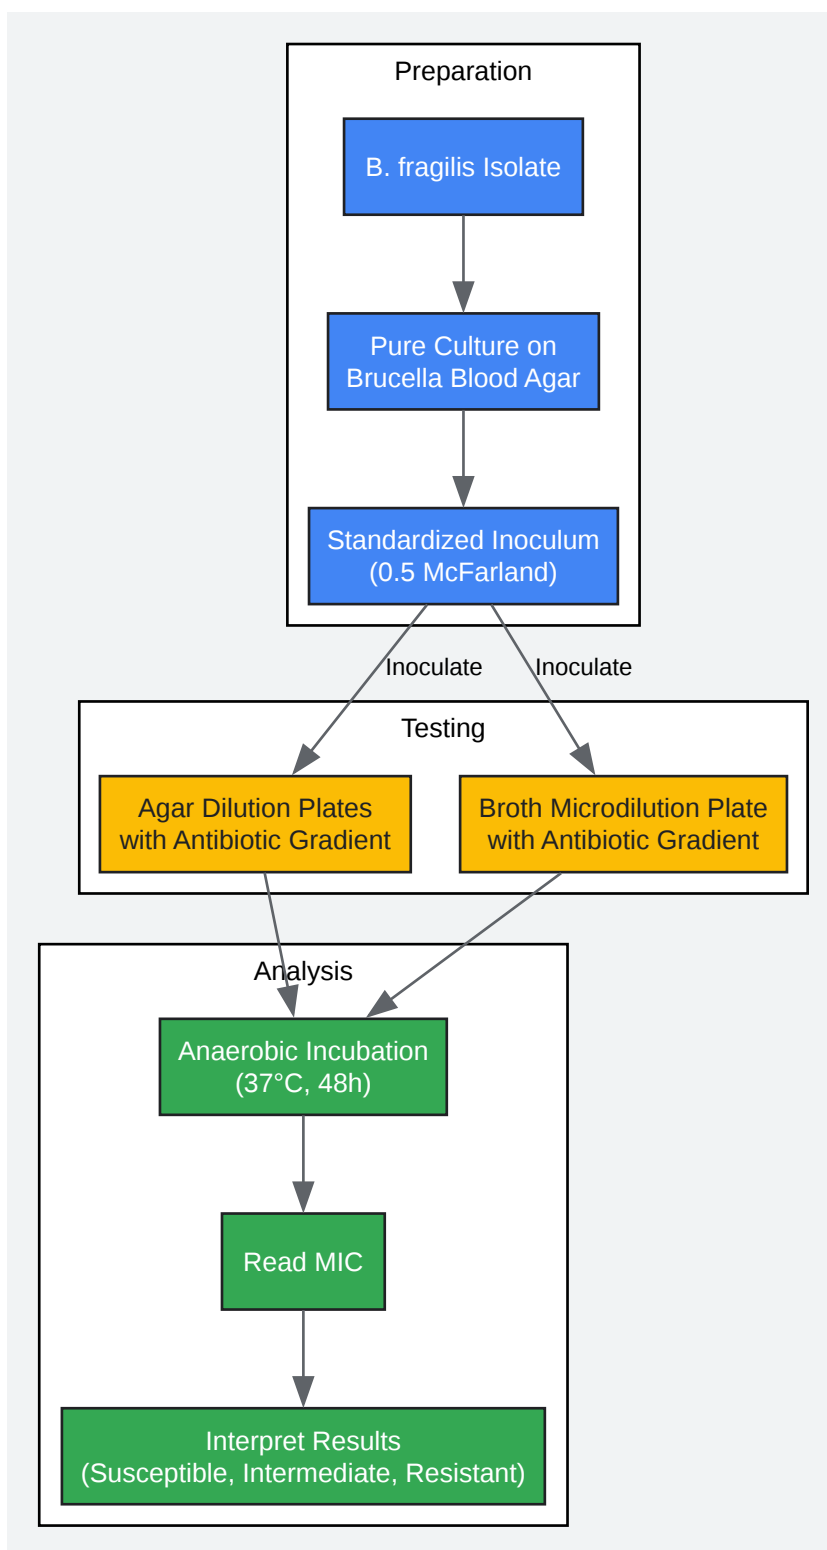 Preparation
B. fragilis Isolate
Pure Culture on
Brucella Blood Agar
Standardized Inoculum
(0.5 McFarland)
Inoculate
Inoculate
Testing
Agar Dilution Plates
with Antibiotic Gradient
Broth Microdilution Plate
with Antibiotic Gradient
Analysis
Anaerobic Incubation
(37°C, 48h)
Read MIC
Interpret Results
(Susceptible, Intermediate, Resistant)